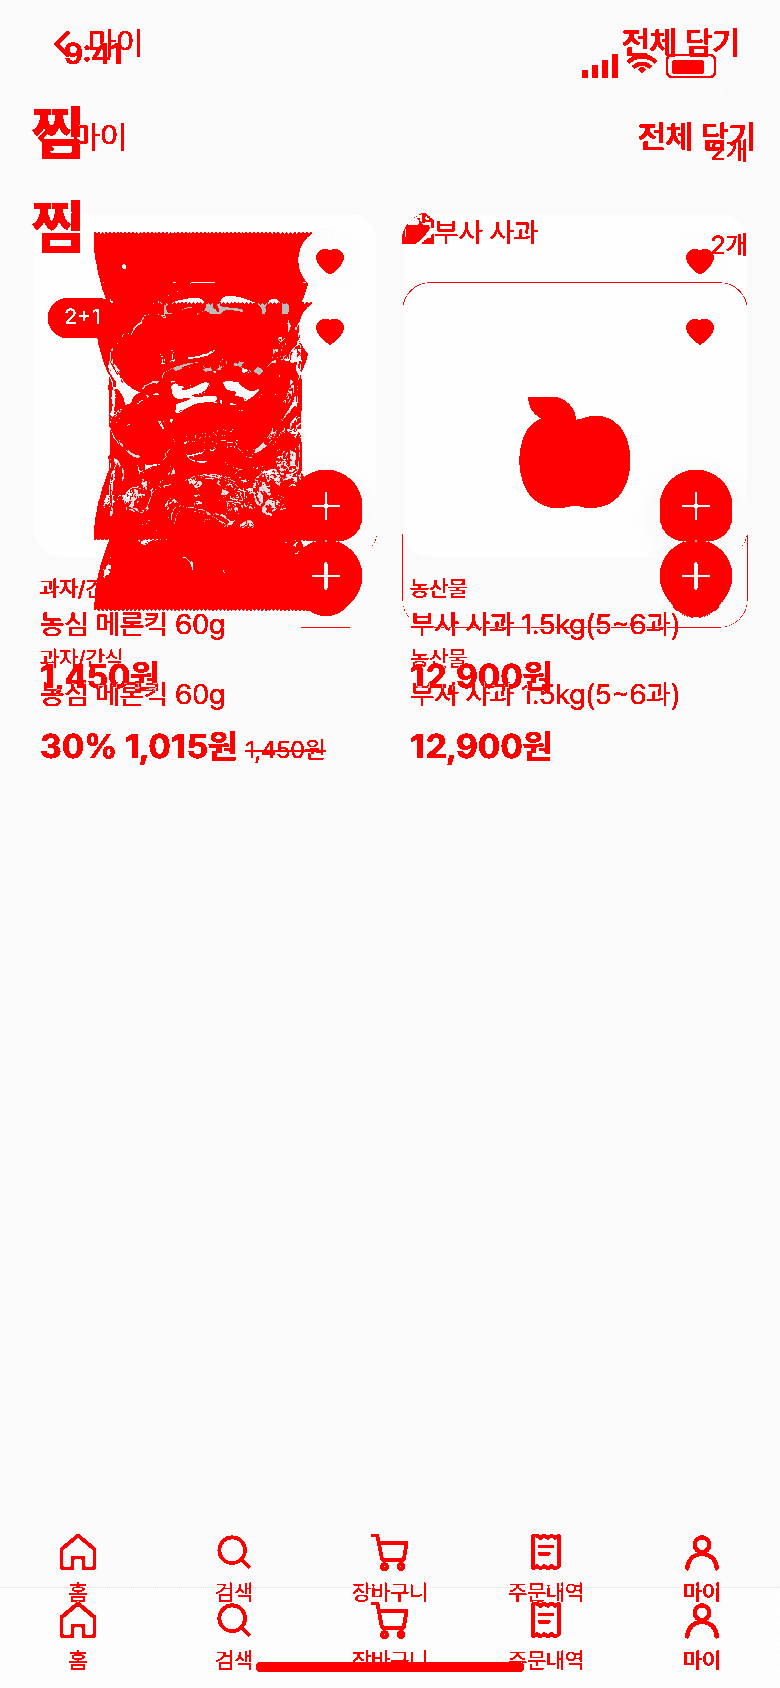 마이
전체 담기
9:41
찜
마이
전체 담기
2개
찜
부사 사과
2개
2+1
과자/간
농산물
농심 메론킥 60g
부사 사과 1.5kg(5~6과)
과자/간식
농산물
1,450원
12,900원
농심 메론킥 60g
부사 사과 1.5kg(5~6과)
30% 1,015원 1,450원
12,900원
홈
검색
장바구니
주문내역
마이
홈
검색
장바구니
주문내역
마이